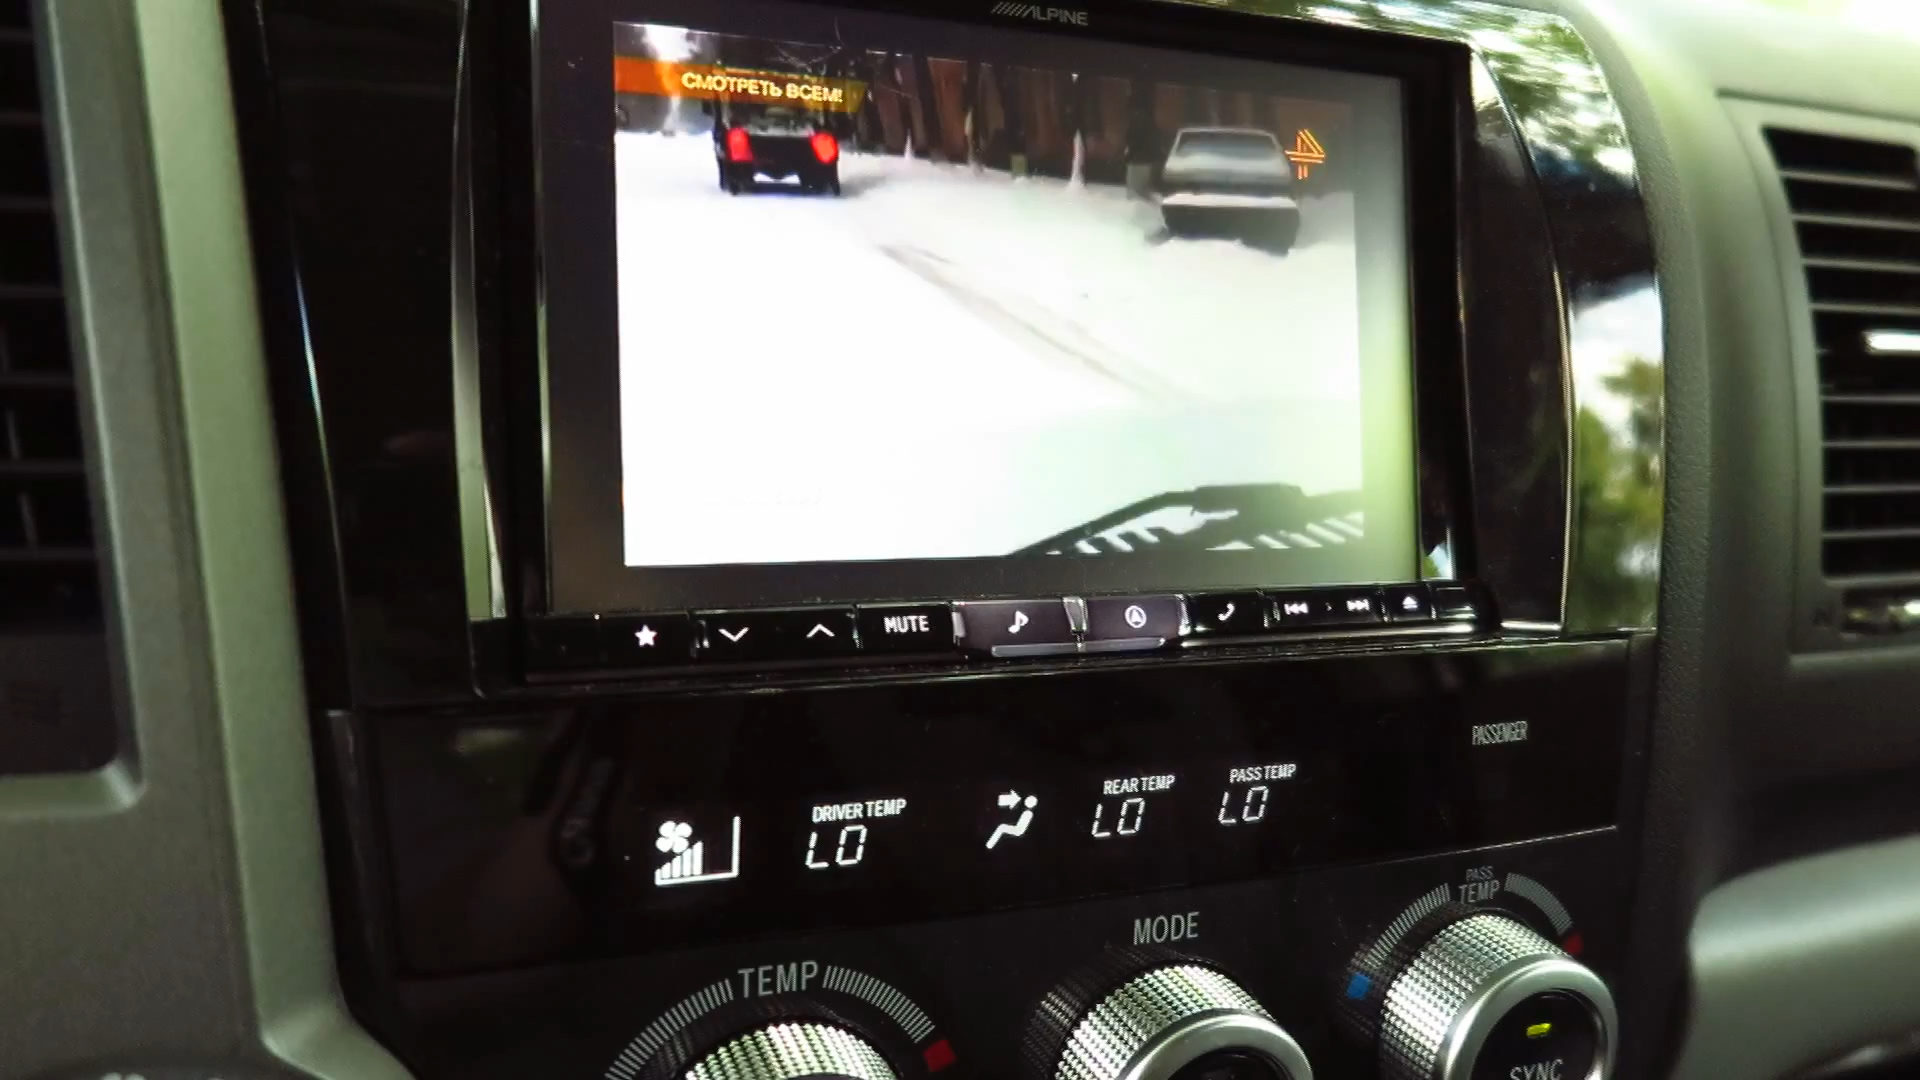 ALPINE
СМОТРЕТЬ ВСЕМ!
MUTE
PASSENGER
DRIVER TEMP
LO
REAR TEMP
LO
PASS TEMP
LO
TEMP
MODE
PASS
TEMP
SYNC